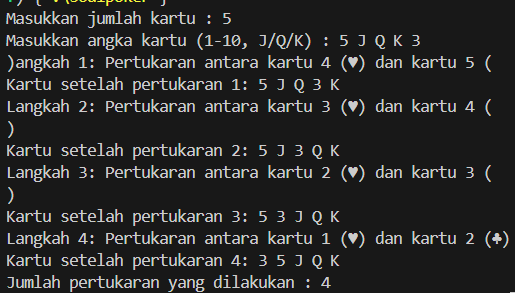 Masukkan jumlah kartu : 5
Masukkan angka kartu (1-10, J/Q/K) : 5 J Q K 3
)angkah 1: Pertukaran antara kartu 4 (♥) dan kartu 5 (
Kartu setelah pertukaran 1: 5 J Q 3 K
Langkah 2: Pertukaran antara kartu 3 (♥) dan kartu 4 (
)
Kartu setelah pertukaran 2: 5 J 3 Q K
Langkah 3: Pertukaran antara kartu 2 (♥) dan kartu 3 (
)
Kartu setelah pertukaran 3: 5 3 J Q K
Langkah 4: Pertukaran antara kartu 1 (♥) dan kartu 2 (♣)
Kartu setelah pertukaran 4: 3 5 J Q K
Jumlah pertukaran yang dilakukan : 4